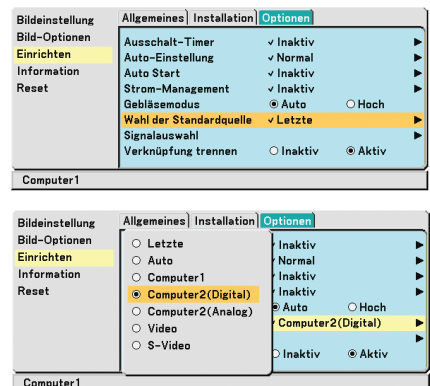 Bildeinstellung
Bild-Optionen
Einrichten
Information
Reset
Allgemeines Installation Optionen
Ausschalt-Timer ✓ Inaktiv ▶
Auto-Einstellung ✓ Normal ▶
Auto Start ✓ Inaktiv ▶
Strom-Management ✓ Inaktiv ▶
Gebläsemodus ◉ Auto ○ Hoch
Wahl der Standardquelle ✓ Letzte ▶
Signalauswahl ▶
Verknüpfung trennen ○ Inaktiv ◉ Aktiv
Computer1
Bildeinstellung
Bild-Optionen
Einrichten
Information
Reset
Allgemeines Installation Optionen
○ Letzte
○ Auto
○ Computer1
◉ Computer2(Digital)
○ Computer2(Analog)
○ Video
○ S-Video
Inaktiv ▶
Normal ▶
Inaktiv ▶
Inaktiv ▶
◉ Auto ○ Hoch
Computer2(Digital) ▶
▶
○ Inaktiv ◉ Aktiv
Computer1